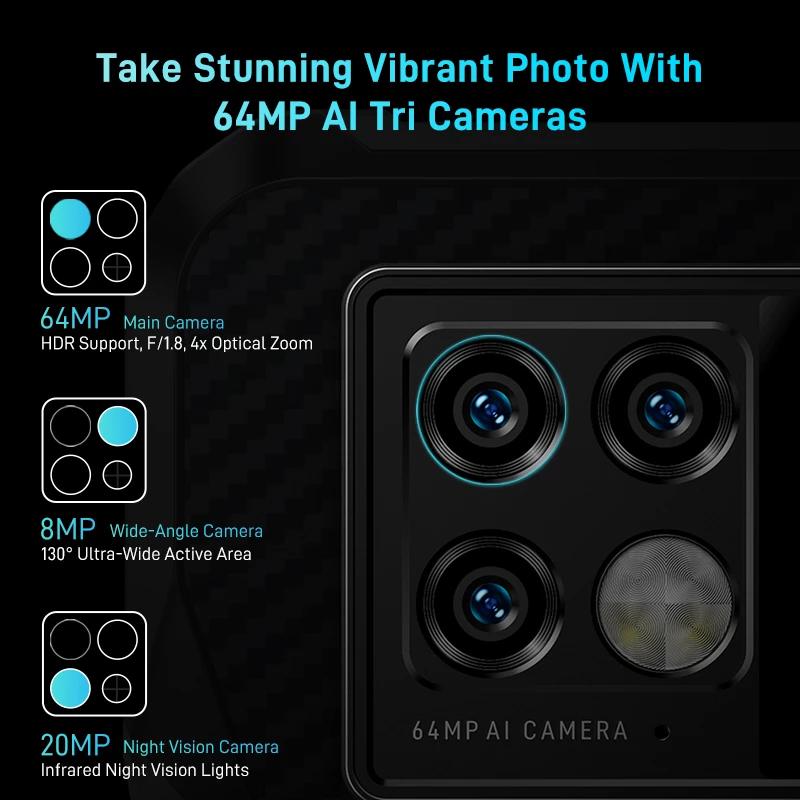 Take Stunning Vibrant Photo With
64MP AI Tri Cameras
64MP Main Camera
HDR Support, F/1.8, 4x Optical Zoom
8MP Wide-Angle Camera
130° Ultra-Wide Active Area
20MP Night Vision Camera
Infrared Night Vision Lights
64MP AI CAMERA